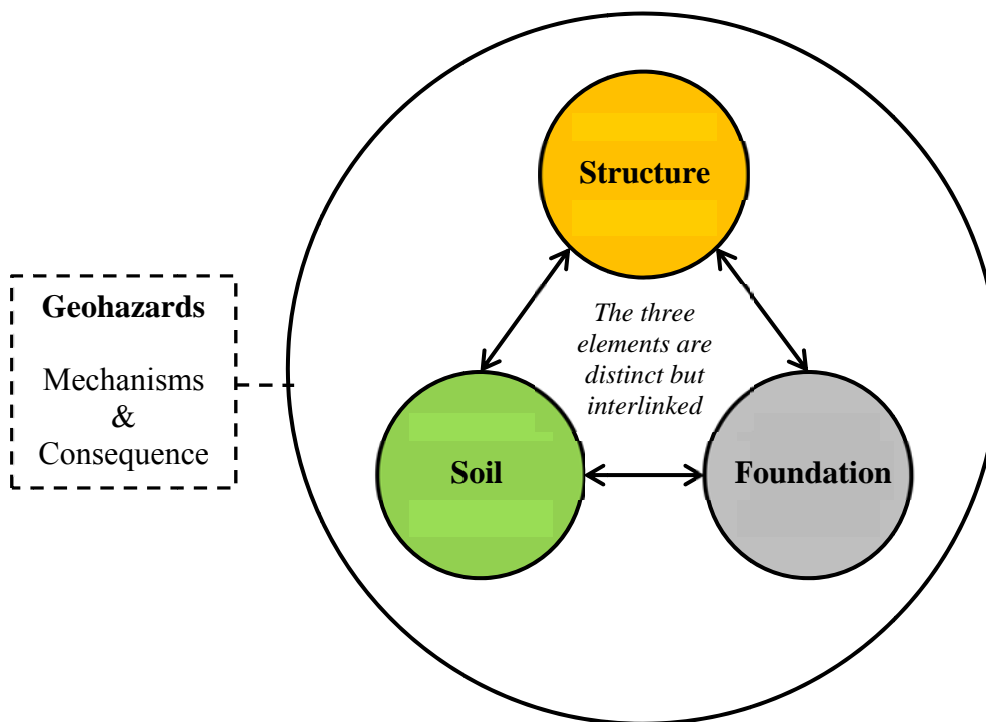 Structure
The three
elements are
distinct but
interlinked
Geohazards
Mechanisms
&
Consequence
Soil
Foundation